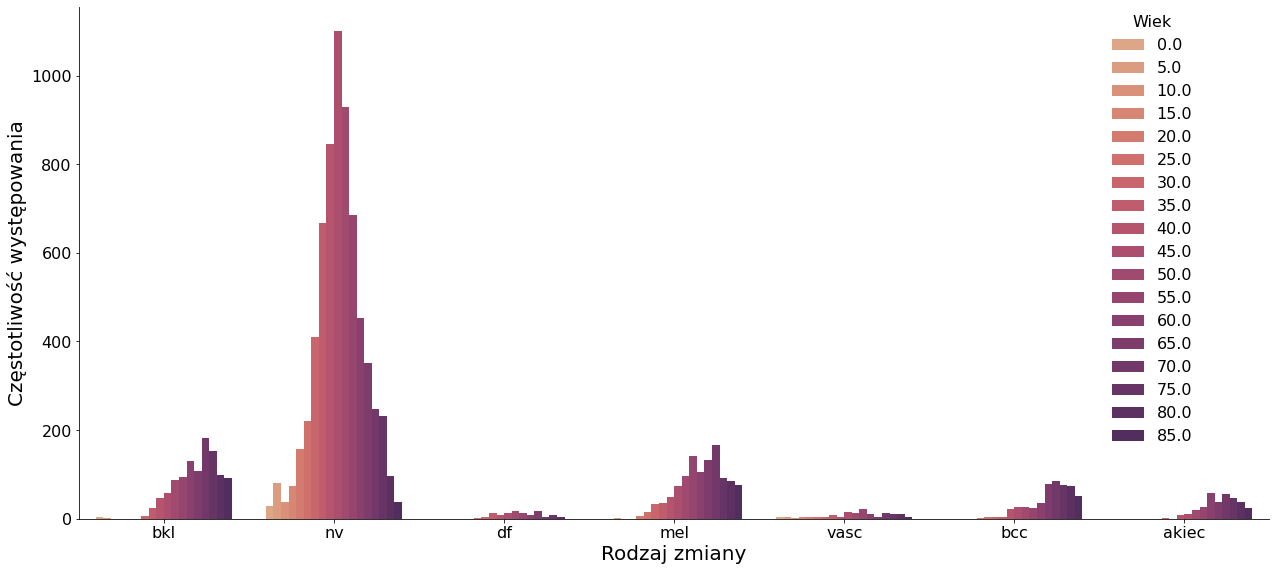 Częstotliwość występowania
1000
800
600
400
200
0
bkl
nv
df
mel
vasc
bcc
akiec
Rodzaj zmiany
Wiek
0.0
5.0
10.0
15.0
20.0
25.0
30.0
35.0
40.0
45.0
50.0
55.0
60.0
65.0
70.0
75.0
80.0
85.0